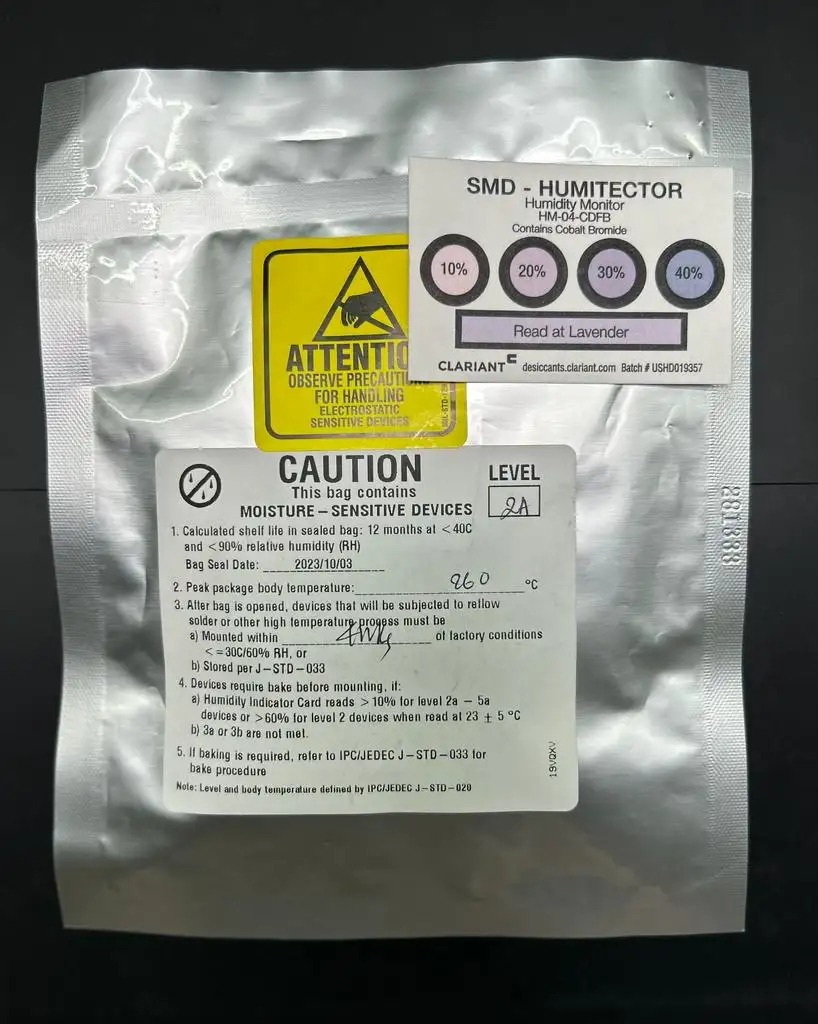 SMD - HUMITECTOR
Humidity Monitor
HM-04-CDFB
Contains Cobalt Bromide
10% 20% 30% 40%
Read at Lavender
CLARIANT desiccants.clariant.com Batch # USHD019357
ATTENTIO
OBSERVE PRECAUTIONS
FOR HANDLING
ELECTROSTATIC
SENSITIVE DEVICES
CAUTION
This bag contains
MOISTURE-SENSITIVE DEVICES
LEVEL
2A
1. Calculated shelf life in sealed bag: 12 months at <40C
and <90% relative humidity (RH)
Bag Seal Date: 2023/10/03
2. Peak package body temperature: 260 °C
3. After bag is opened, devices that will be subjected to reflow
solder or other high temperature progess must be
a) Mounted within 4WKs of factory conditions
<=30C/60% RH, or
b) Stored per J-STD-033
4. Devices require bake before mounting, if:
a) Humidity Indicator Card reads >10% for level 2a - 5a
devices or >60% for level 2 devices when read at 23 ± 5 °C
b) 3a or 3b are not met.
5. If baking is required, refer to IPC/JEDEC J-STD-033 for
bake procedure
Note: Level and body temperature defined by IPC/JEDEC J-STD-020
19VQXV